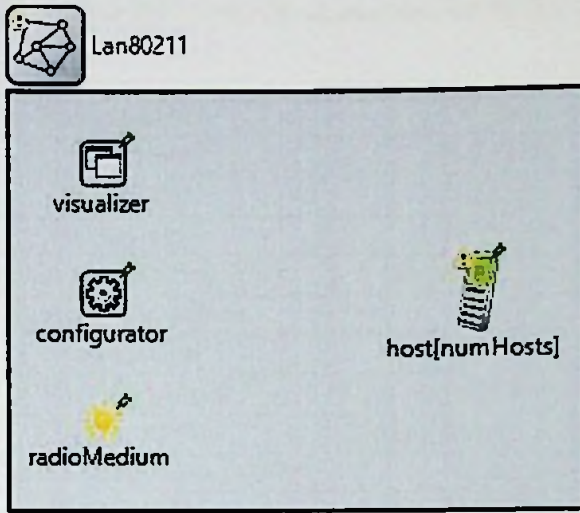 Lan80211
visualizer
configurator
host[numHosts]
radioMedium